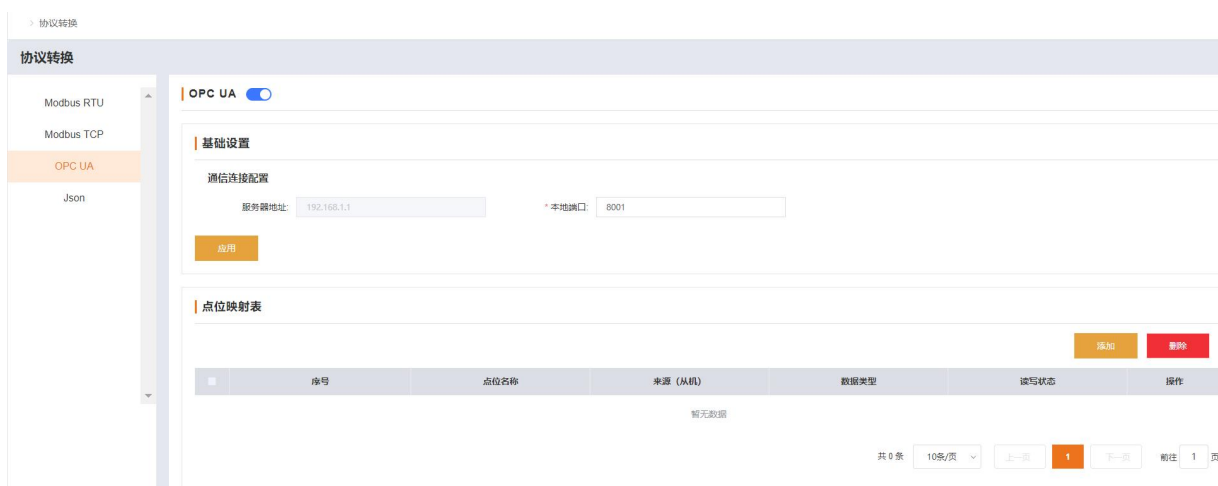 > 协议转换
协议转换
Modbus RTU
Modbus TCP
OPC UA
Json
OPC UA
基础设置
通信连接配置
服务器地址: 192.168.1.1 * 本地端口: 8001
应用
点位映射表
添加 删除
序号 点位名称 来源（从机） 数据类型 读写状态 操作
暂无数据
共 0 条 10条/页 上一页 1 下一页 前往 1 页